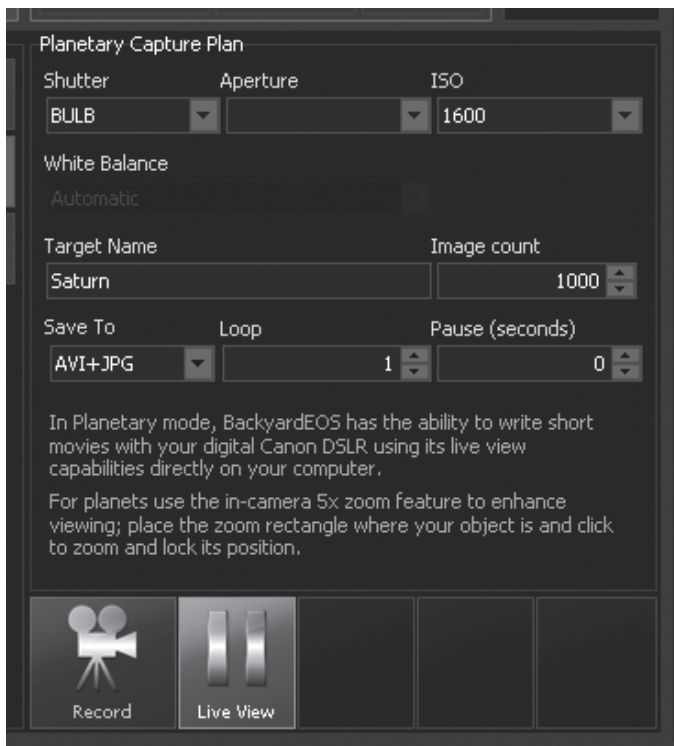 Planetary Capture Plan
Shutter Aperture ISO
BULB 1600
White Balance
Automatic
Target Name Image count
Saturn 1000
Save To Loop Pause (seconds)
AVI+JPG 1 0
In Planetary mode, BackyardEOS has the ability to write short
movies with your digital Canon DSLR using its live view
capabilities directly on your computer.
For planets use the in-camera 5x zoom feature to enhance
viewing; place the zoom rectangle where your object is and click
to zoom and lock its position.
Record Live View